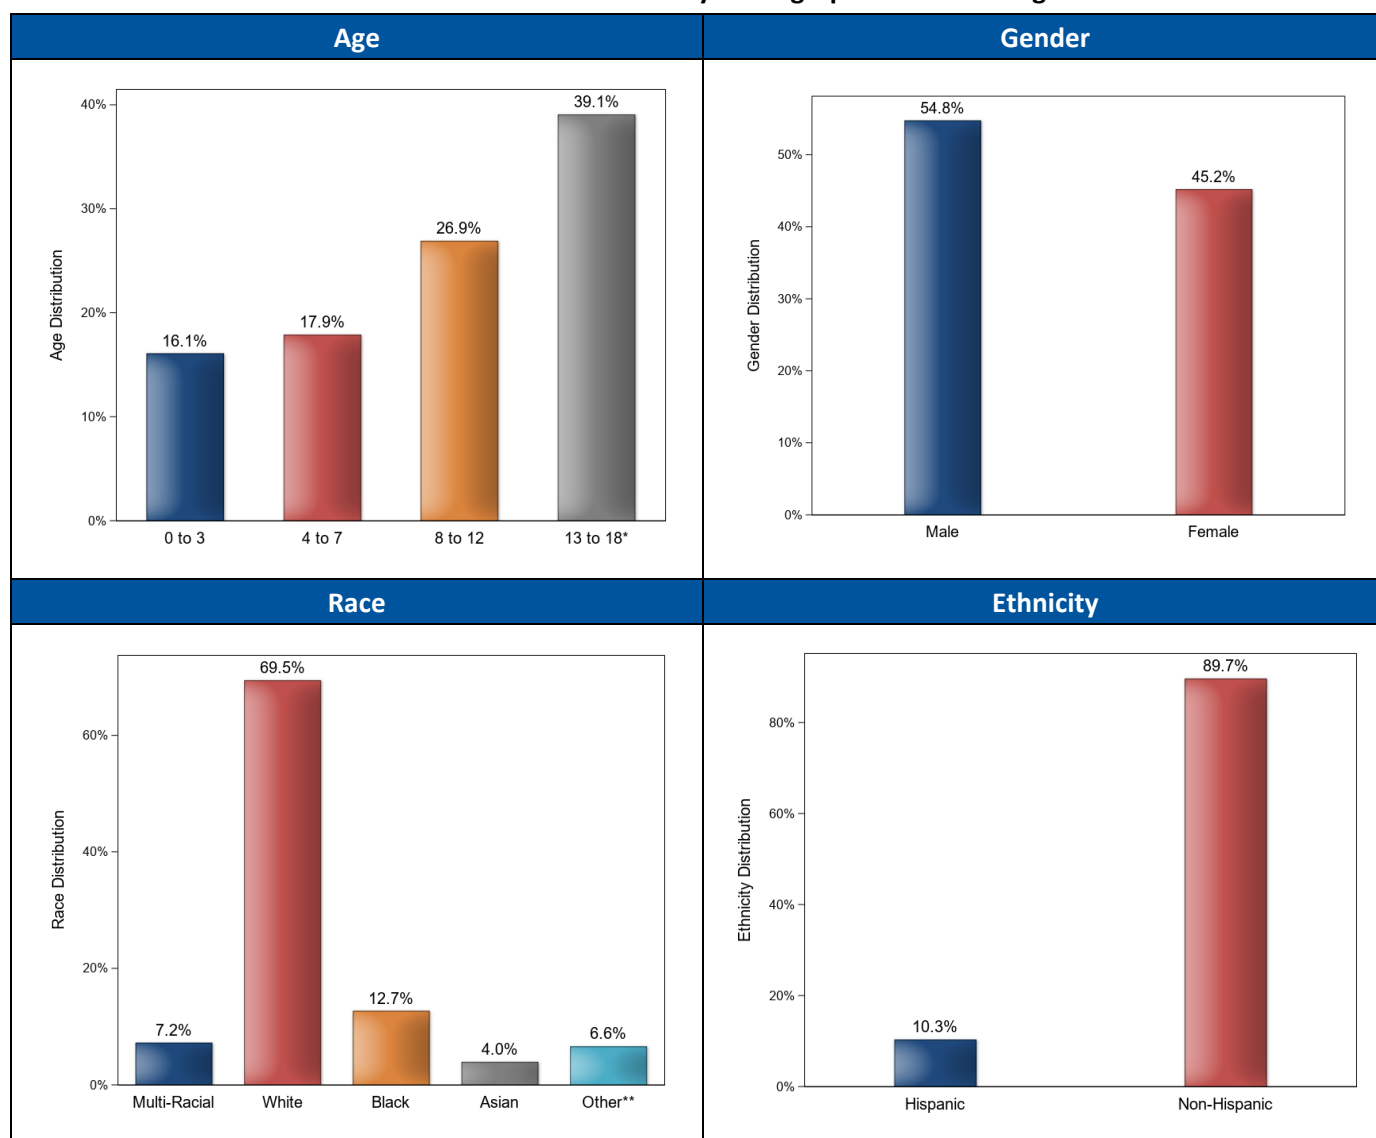 Age
Gender
Age Distribution
40%
30%
20%
10%
0%
16.1%
17.9%
26.9%
39.1%
0 to 3
4 to 7
8 to 12
13 to 18*
Gender Distribution
50%
40%
30%
20%
10%
0%
54.8%
45.2%
Male
Female
Race
Ethnicity
Race Distribution
60%
40%
20%
0%
7.2%
69.5%
12.7%
4.0%
6.6%
Multi-Racial
White
Black
Asian
Other**
Ethnicity Distribution
80%
60%
40%
20%
0%
10.3%
89.7%
Hispanic
Non-Hispanic